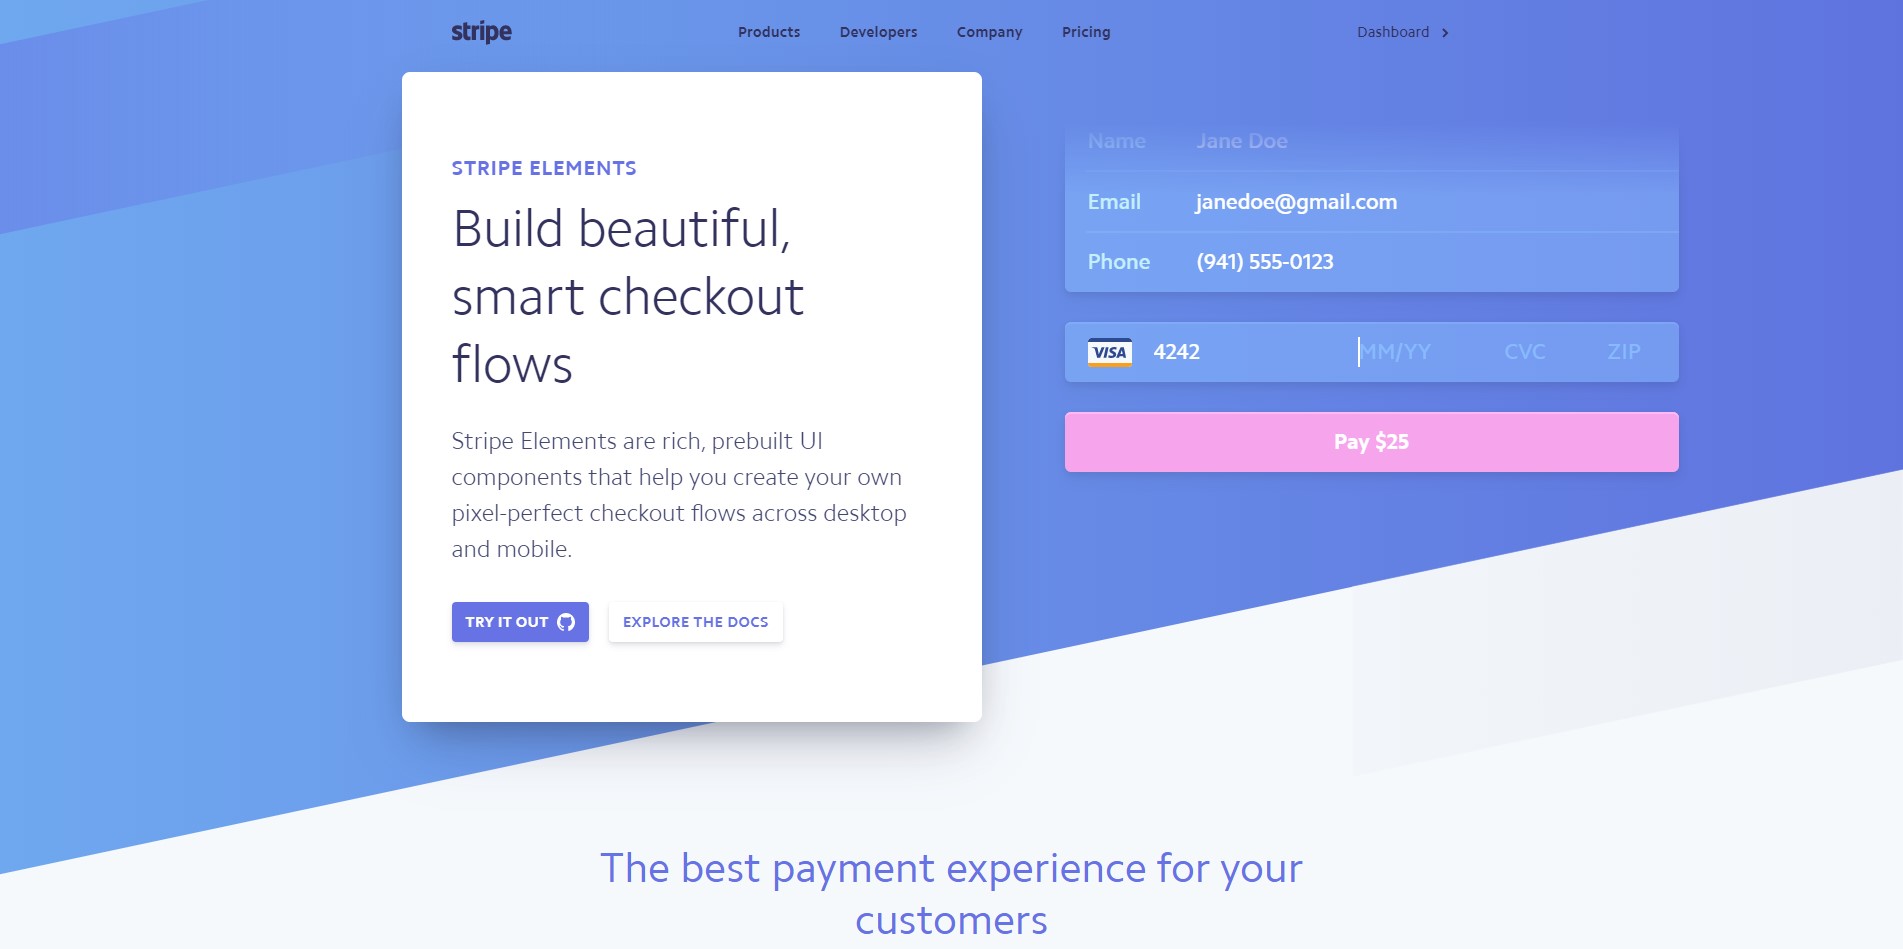 stripe
Products Developers Company Pricing
Dashboard
STRIPE ELEMENTS
Build beautiful,
smart checkout
flows
Stripe Elements are rich, prebuilt UI
components that help you create your own
pixel-perfect checkout flows across desktop
and mobile.
TRY IT OUT
EXPLORE THE DOCS
Name Jane Doe
Email janedoe@gmail.com
Phone (941) 555-0123
VISA 4242 MM/YY CVC ZIP
Pay $25
The best payment experience for your
customers